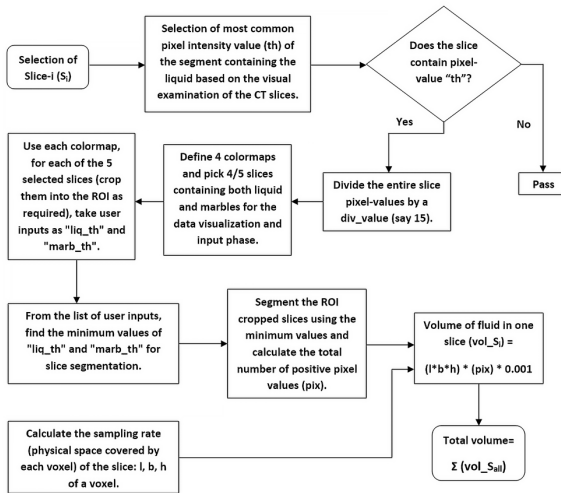 Selection of
Slice-i (Sᵢ)
Selection of most common
pixel intensity value (th) of
the segment containing the
liquid based on the visual
examination of the CT slices.
Does the slice
contain pixel-
value "th"?
Yes
No
Pass
Divide the entire slice
pixel-values by a
div_value (say 15).
Define 4 colormaps
and pick 4/5 slices
containing both liquid
and marbles for the
data visualization and
input phase.
Use each colormap,
for each of the 5
selected slices (crop
them into the ROI as
required), take user
inputs as "liq_th" and
"marb_th".
From the list of user inputs,
find the minimum values of
"liq_th" and "marb_th" for
slice segmentation.
Segment the ROI
cropped slices using the
minimum values and
calculate the total
number of positive pixel
values (pix).
Volume of fluid in one
slice (vol_Sᵢ) =
(l*b*h) * (pix) * 0.001
Calculate the sampling rate
(physical space covered by
each voxel) of the slice: l, b, h
of a voxel.
Total volume=
Σ (vol_Sₐₗₗ)